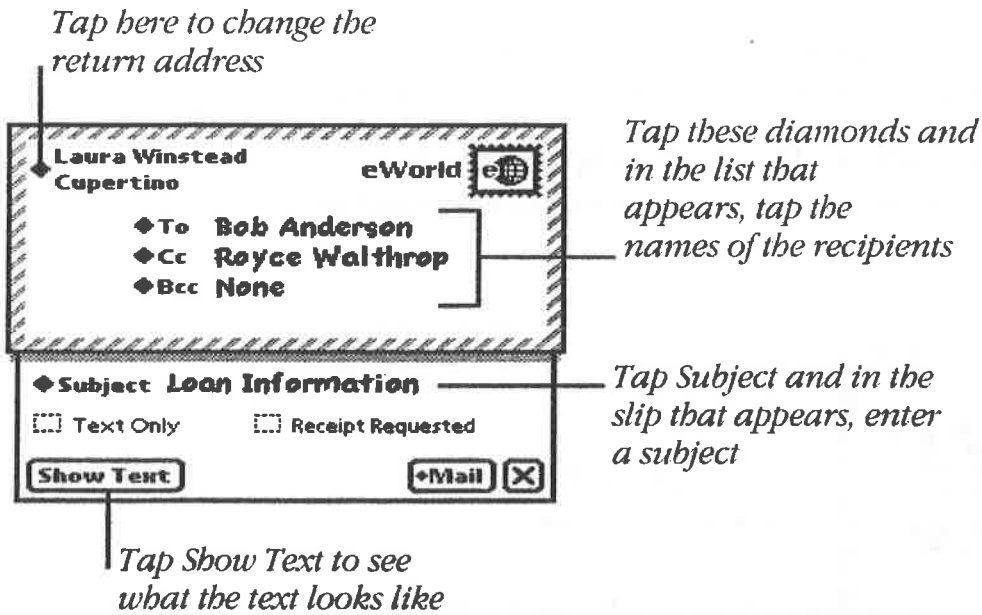 Tap here to change the
return address
Laura Winstead
Cupertino
eWorld
e
◆To Bob Anderson
◆Cc Royce Walthrop
◆Bcc None
Tap these diamonds and
in the list that
appears, tap the
names of the recipients
◆Subject Loan Information
Text Only Receipt Requested
Show Text ◆Mail X
Tap Subject and in the
slip that appears, enter
a subject
Tap Show Text to see
what the text looks like